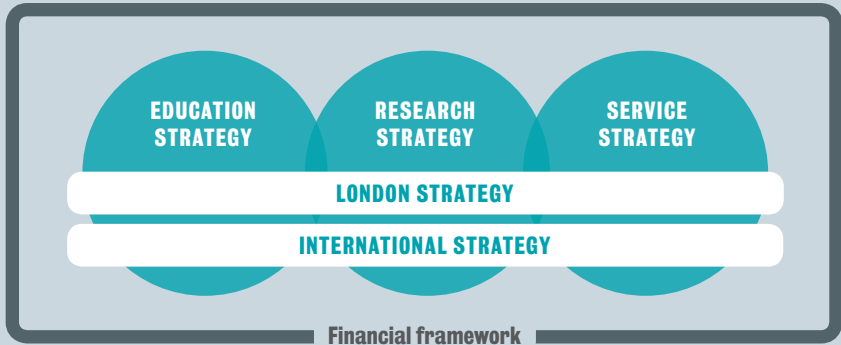 EDUCATION
STRATEGY
RESEARCH
STRATEGY
SERVICE
STRATEGY
LONDON STRATEGY
INTERNATIONAL STRATEGY
Financial framework